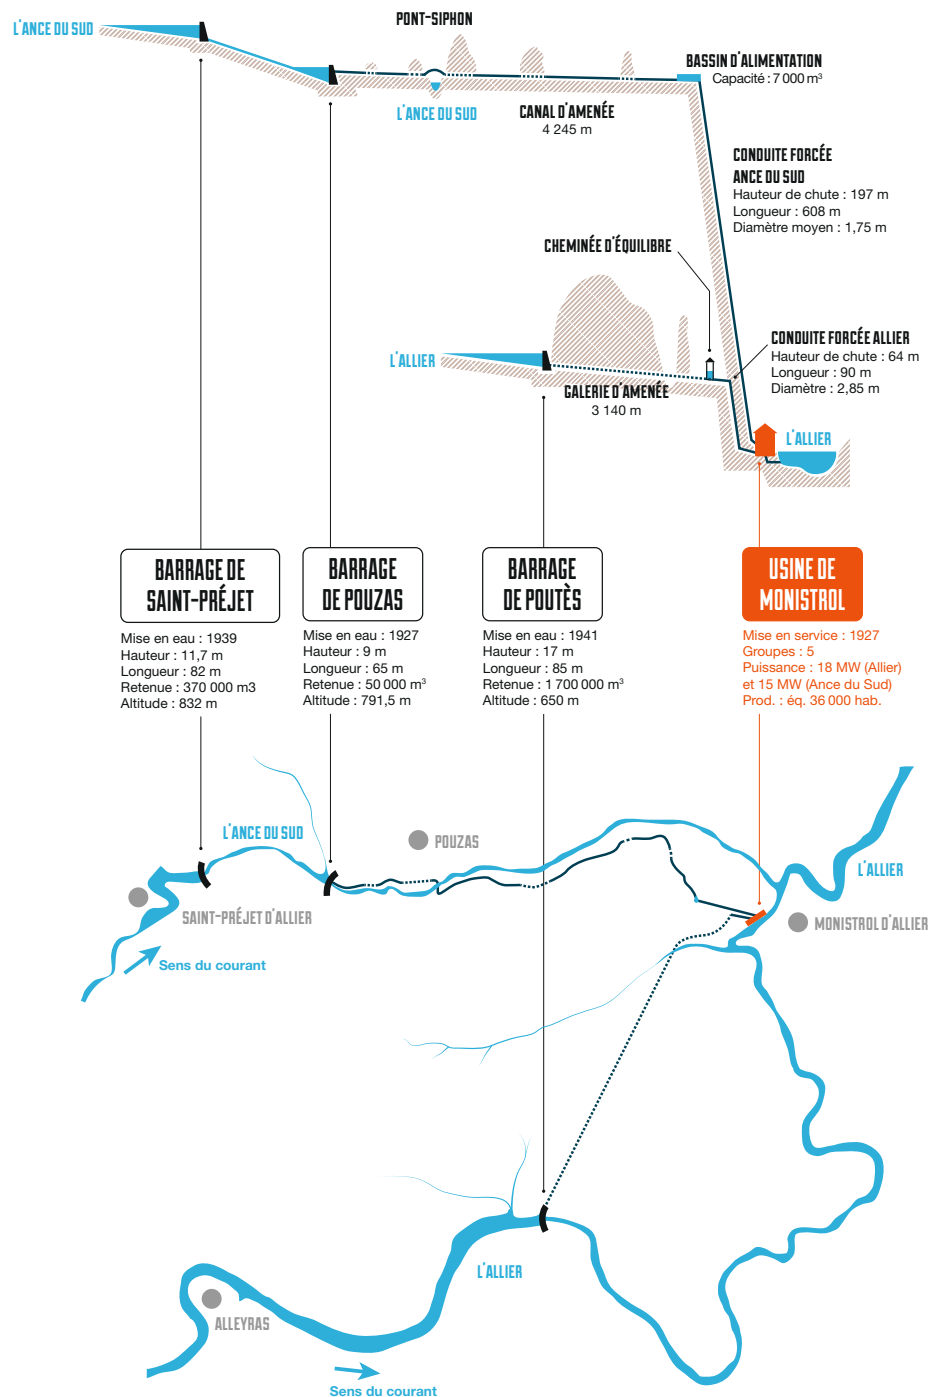 PONT-SIPHON
L'ANCE DU SUD
BASSIN D'ALIMENTATION
Capacité : 7 000 m³
L'ANCE DU SUD
CANAL D'AMENÉE
4 245 m
CONDUITE FORCÉE
ANCE DU SUD
Hauteur de chute : 197 m
Longueur : 608 m
Diamètre moyen : 1,75 m
CHEMINÉE D'ÉQUILIBRE
CONDUITE FORCÉE ALLIER
Hauteur de chute : 64 m
Longueur : 90 m
Diamètre : 2,85 m
L'ALLIER
GALERIE D'AMENÉE
3 140 m
L'ALLIER
BARRAGE DE
SAINT-PRÉJET
Mise en eau : 1939
Hauteur : 11,7 m
Longueur : 82 m
Retenue : 370 000 m3
Altitude : 832 m
BARRAGE
DE POUZAS
Mise en eau : 1927
Hauteur : 9 m
Longueur : 65 m
Retenue : 50 000 m³
Altitude : 791,5 m
BARRAGE
DE POUTÈS
Mise en eau : 1941
Hauteur : 17 m
Longueur : 85 m
Retenue : 1 700 000 m³
Altitude : 650 m
USINE DE
MONISTROL
Mise en service : 1927
Groupes : 5
Puissance : 18 MW (Allier)
et 15 MW (Ance du Sud)
Prod. : éq. 36 000 hab.
L'ANCE DU SUD
POUZAS
L'ALLIER
SAINT-PRÉJET D'ALLIER
MONISTROL D'ALLIER
Sens du courant
L'ALLIER
ALLEYRAS
Sens du courant